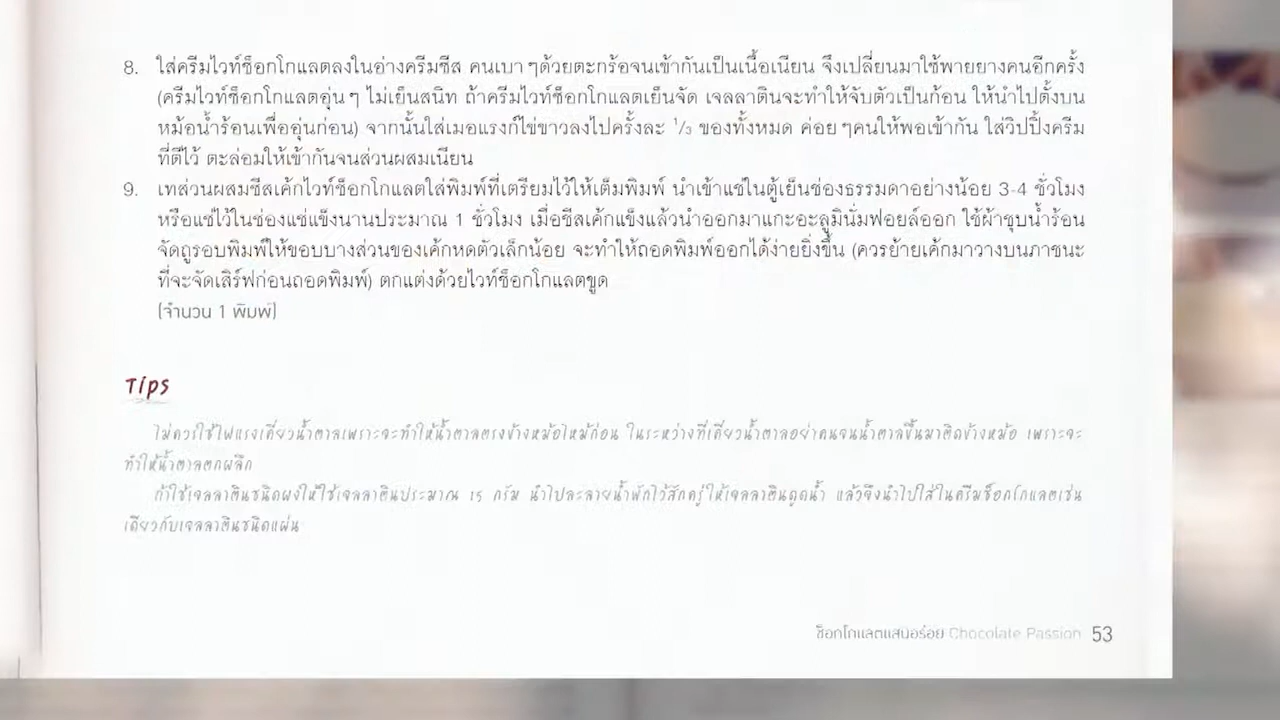 8. ใส่ครีมไวท์ช็อกโกแลตลงในอ่างครีมชีส คนเบา ๆด้วยตะกร้อจนเข้ากันเป็นเนื้อเนียน จึงเปลี่ยนมาใช้พายยางคนอีกครั้ง
(ครีมไวท์ช็อกโกแลตอุ่น ๆ ไม่เย็นสนิท ถ้าครีมไวท์ช็อกโกแลตเย็นจัด เจลลาตินจะทำให้จับตัวเป็นก้อน ให้นำไปตั้งบน
หม้อน้ำร้อนเพื่ออุ่นก่อน) จากนั้นใส่เมอแรงก์ไข่ขาวลงไปครั้งละ 1/3 ของทั้งหมด ค่อย ๆคนให้พอเข้ากัน ใส่วิปปิ้งครีม
ที่ตีไว้ ตะล่อมให้เข้ากันจนส่วนผสมเนียน
9. เทส่วนผสมชีสเค้กไวท์ช็อกโกแลตใส่พิมพ์ที่เตรียมไว้ให้เต็มพิมพ์ นำเข้าแช่ในตู้เย็นช่องธรรมดาอย่างน้อย 3-4 ชั่วโมง
หรือแช่ไว้ในช่องแช่แข็งนานประมาณ 1 ชั่วโมง เมื่อชีสเค้กแข็งแล้วนำออกมาแกะอะลูมินั่มฟอยล์ออก ใช้ผ้าชุบน้ำร้อน
จัดถูรอบพิมพ์ให้ขอบบางส่วนของเค้กหดตัวเล็กน้อย จะทำให้ถอดพิมพ์ออกได้ง่ายยิ่งขึ้น (ควรย้ายเค้กมาวางบนภาชนะ
ที่จะจัดเสิร์ฟก่อนถอดพิมพ์) ตกแต่งด้วยไวท์ช็อกโกแลตขูด
(จำนวน 1 พิมพ์)
Tips
ไม่ควรใช้ไฟแรงเคี่ยวน้ำตาลเพราะจะทำให้น้ำตาลตรงข้างหม้อไหม้ก่อน ในระหว่างที่เคี่ยวน้ำตาลอย่าคนจนน้ำตาลขึ้นมาติดข้างหม้อ เพราะจะ
ทำให้น้ำตาลตกผลึก
ถ้าใช้เจลลาตินชนิดผงให้ใช้เจลลาตินประมาณ 15 กรัม นำไปละลายน้ำพักไว้สักครู่ให้เจลลาตินดูดน้ำ แล้วจึงนำไปใส่ในครีมช็อกโกแลตเช่น
เดียวกับเจลลาตินชนิดแผ่น
ช็อกโกแลตแสนอร่อย Chocolate Passion 53